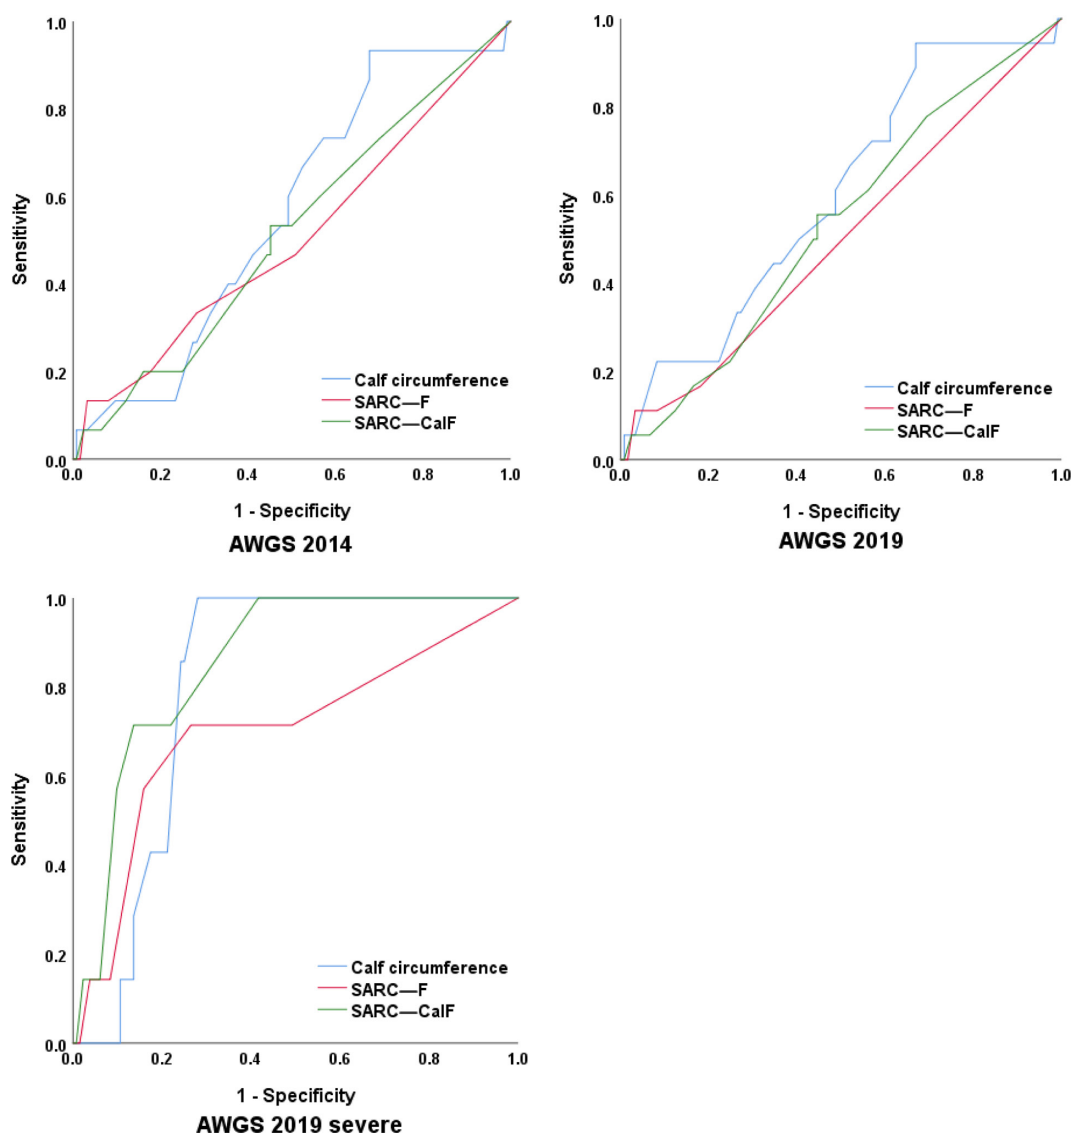 1.0
0.8
0.6
0.4
0.2
0.0
Sensitivity
Calf circumference
SARC—F
SARC—CalF
0.0 0.2 0.4 0.6 0.8 1.0
1 - Specificity
AWGS 2014
1.0
0.8
0.6
0.4
0.2
0.0
Sensitivity
Calf circumference
SARC—F
SARC—CalF
0.0 0.2 0.4 0.6 0.8 1.0
1 - Specificity
AWGS 2019
1.0
0.8
0.6
0.4
0.2
0.0
Sensitivity
Calf circumference
SARC—F
SARC—CalF
0.0 0.2 0.4 0.6 0.8 1.0
1 - Specificity
AWGS 2019 severe